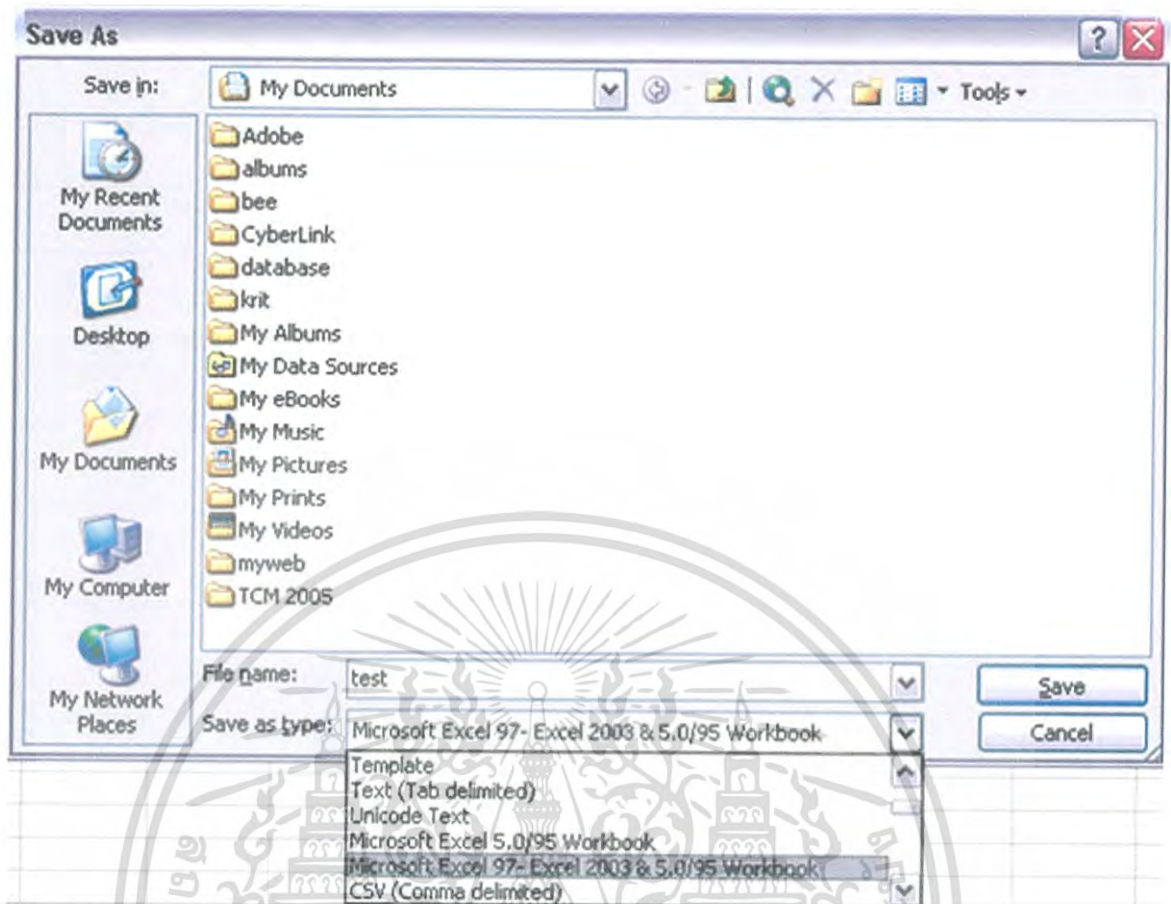 Save As
Save in:
My Documents
Tools
My Recent
Documents
Desktop
My Documents
My Computer
My Network
Places
Adobe
albums
bee
CyberLink
database
krit
My Albums
My Data Sources
My eBooks
My Music
My Pictures
My Prints
My Videos
myweb
TCM 2005
File name:
test
Save
Save as type:
Microsoft Excel 97- Excel 2003 & 5.0/95 Workbook
Cancel
Template
Text (Tab delimited)
Unicode Text
Microsoft Excel 5.0/95 Workbook
Microsoft Excel 97- Excel 2003 & 5.0/95 Workbook
CSV (Comma delimited)